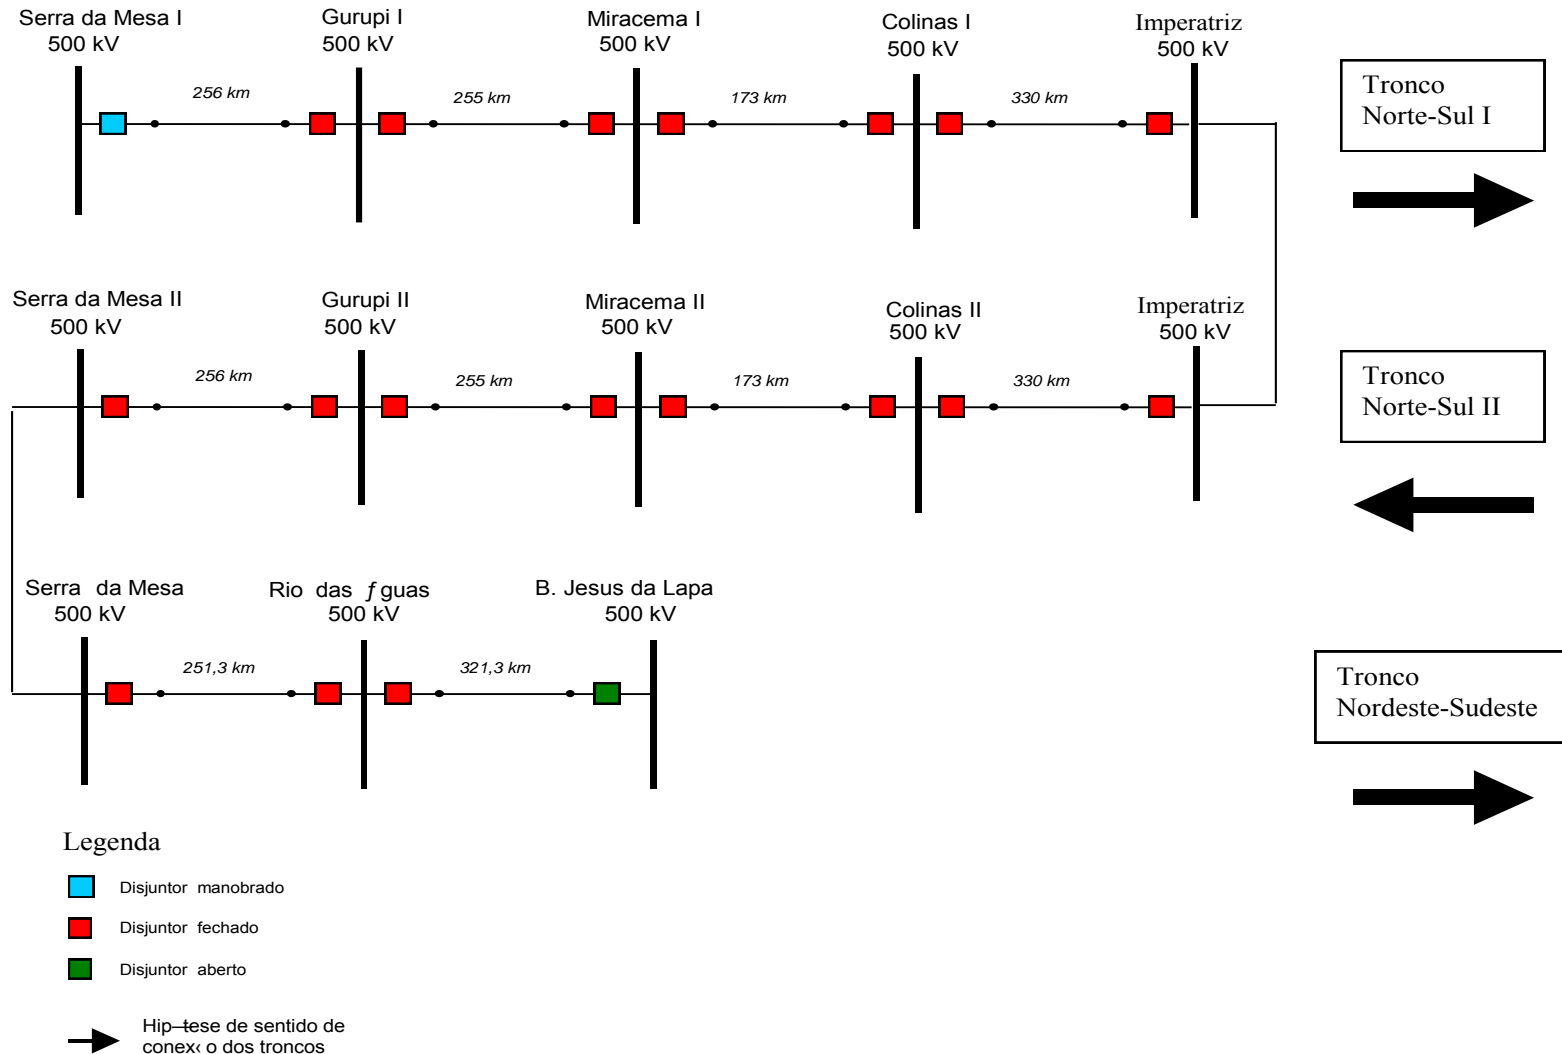 Serra da Mesa I
500 kV
Gurupi I
500 kV
Miracema I
500 kV
Colinas I
500 kV
Imperatriz
500 kV
256 km
255 km
173 km
330 km
Tronco
Norte-Sul I
Serra da Mesa II
500 kV
Gurupi II
500 kV
Miracema II
500 kV
Colinas II
500 kV
Imperatriz
500 kV
256 km
255 km
173 km
330 km
Tronco
Norte-Sul II
Serra da Mesa
500 kV
Rio das ƒguas
500 kV
B. Jesus da Lapa
500 kV
251,3 km
321,3 km
Tronco
Nordeste-Sudeste
Legenda
Disjuntor manobrado
Disjuntor fechado
Disjuntor aberto
Hip—tese de sentido de
conex‹o dos troncos